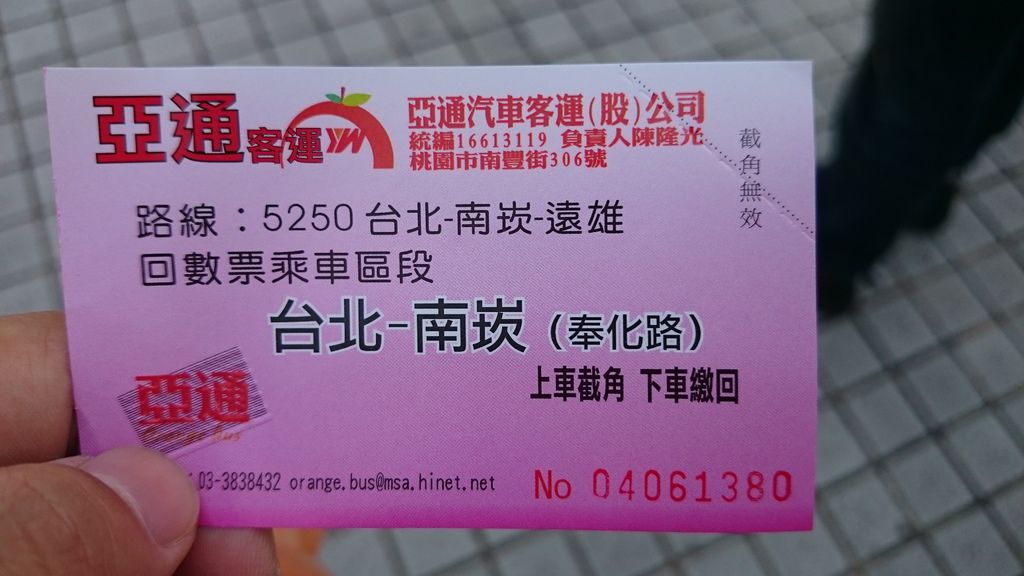 亞通客運 YM
亞通汽車客運(股)公司
統編16613119 負責人陳隆光
桃園市南豐街306號
截角無效
路線：5250 台北-南崁-遠雄
回數票乘車區段
台北-南崁（奉化路）
上車截角 下車繳回
亞通
Orange bus
03-3838432 orange.bus@msa.hinet.net
No 04061380